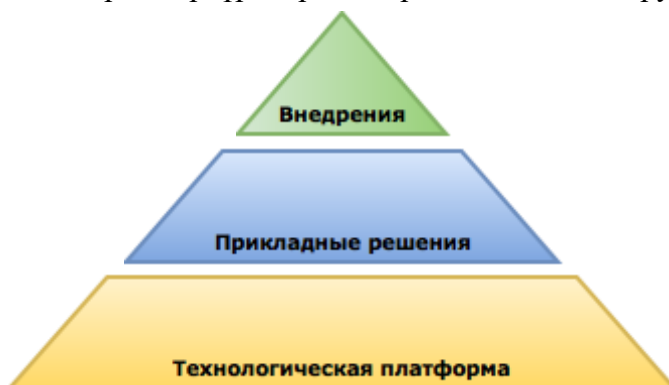 Внедрения
Прикладные решения
Технологическая платформа